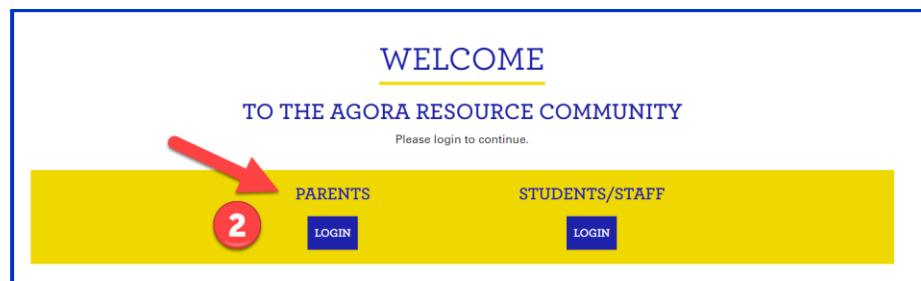 WELCOME
TO THE AGORA RESOURCE COMMUNITY
Please login to continue.
PARENTS
STUDENTS/STAFF
2
LOGIN
LOGIN